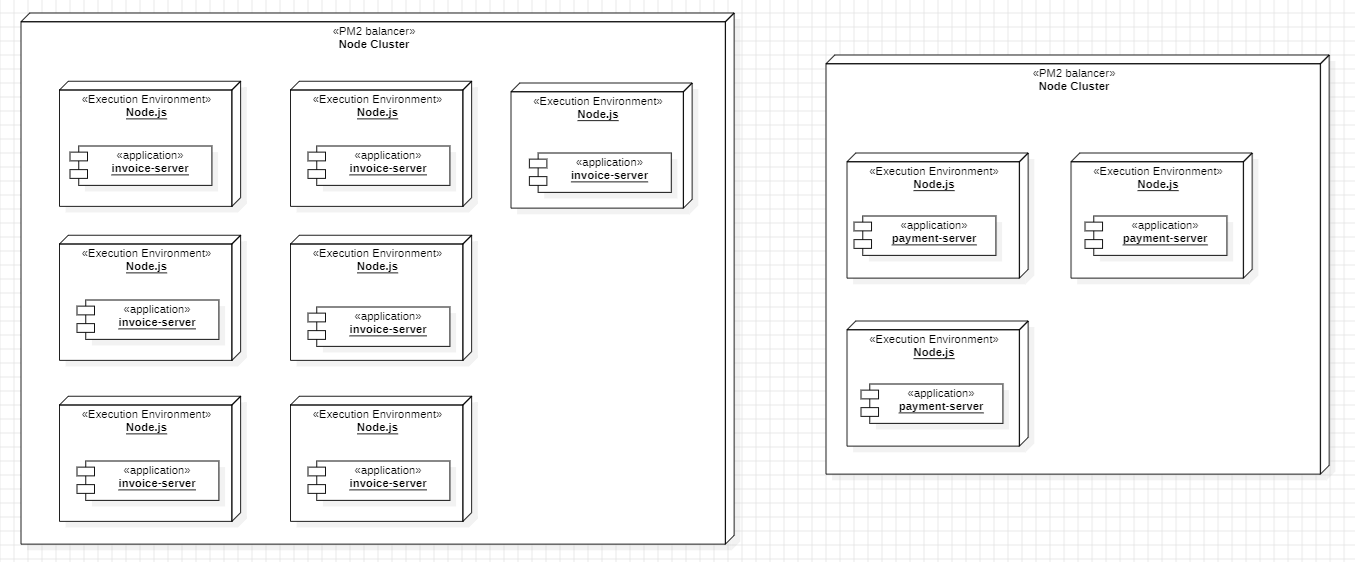 «PM2 balancer»
Node Cluster
«Execution Environment»
Node.js
«application»
invoice-server
«Execution Environment»
Node.js
«application»
invoice-server
«Execution Environment»
Node.js
«application»
invoice-server
«Execution Environment»
Node.js
«application»
invoice-server
«Execution Environment»
Node.js
«application»
invoice-server
«Execution Environment»
Node.js
«application»
invoice-server
«Execution Environment»
Node.js
«application»
invoice-server
«PM2 balancer»
Node Cluster
«Execution Environment»
Node.js
«application»
payment-server
«Execution Environment»
Node.js
«application»
payment-server
«Execution Environment»
Node.js
«application»
payment-server